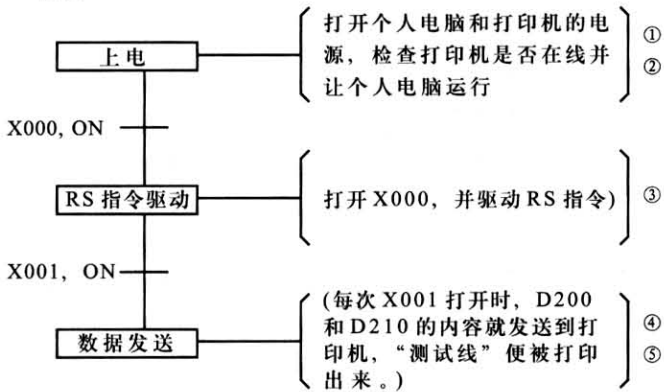 上电
打开个人电脑和打印机的电
源，检查打印机是否在线并
让个人电脑运行
①
②
X000, ON
RS 指令驱动
打开 X000，并驱动 RS 指令)
③
X001，ON
数据发送
(每次 X001 打开时，D200
和 D210 的内容就发送到打
印机，“测试线”便被打印
出来。)
④
⑤